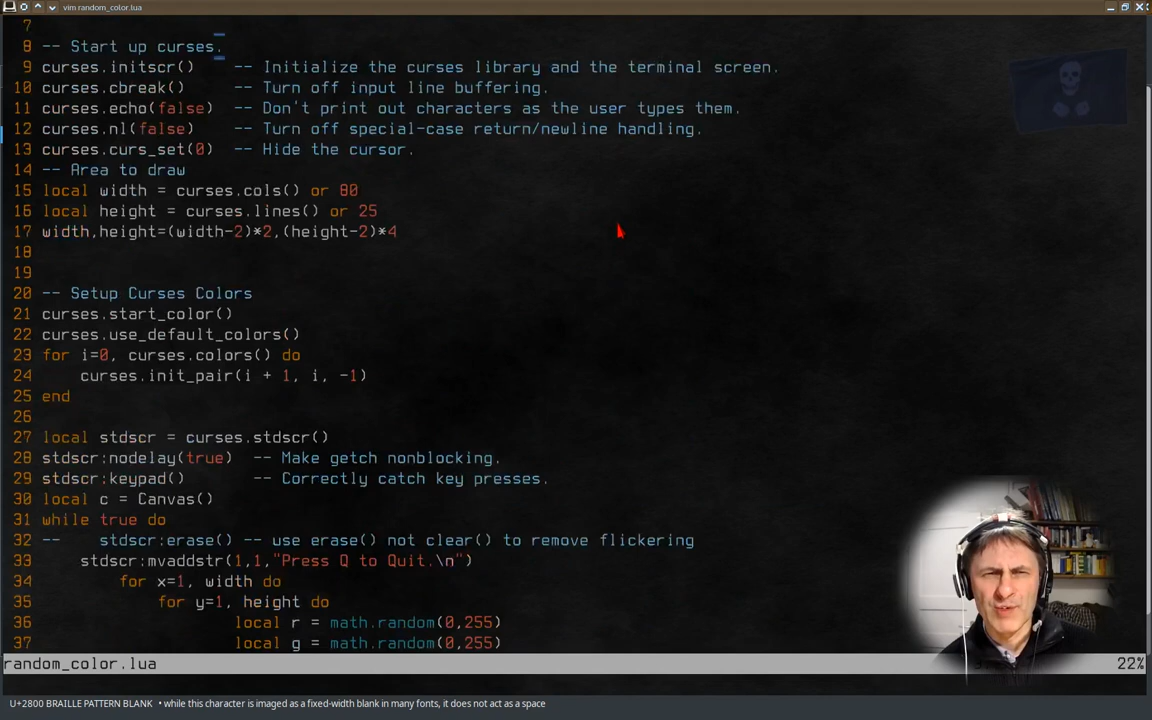 vim random_color.lua
7
8 -- Start up curses.
9 curses.initscr()    -- Initialize the curses library and the terminal screen.
10 curses.cbreak()     -- Turn off input line buffering.
11 curses.echo(false)  -- Don't print out characters as the user types them.
12 curses.nl(false)    -- Turn off special-case return/newline handling.
13 curses.curs_set(0)  -- Hide the cursor.
14 -- Area to draw
15 local width = curses.cols() or 80
16 local height = curses.lines() or 25
17 width,height=(width-2)*2,(height-2)*4
18
19
20 -- Setup Curses Colors
21 curses.start_color()
22 curses.use_default_colors()
23 for i=0, curses.colors() do
24     curses.init_pair(i + 1, i, -1)
25 end
26
27 local stdscr = curses.stdscr()
28 stdscr:nodelay(true)  -- Make getch nonblocking.
29 stdscr:keypad()       -- Correctly catch key presses.
30 local c = Canvas()
31 while true do
32 --    stdscr:erase() -- use erase() not clear() to remove flickering
33     stdscr:mvaddstr(1,1,"Press Q to Quit.\n")
34         for x=1, width do
35             for y=1, height do
36                     local r = math.random(0,255)
37                     local g = math.random(0,255)
random_color.lua 22%
U+2800 BRAILLE PATTERN BLANK • while this character is imaged as a fixed-width blank in many fonts, it does not act as a space